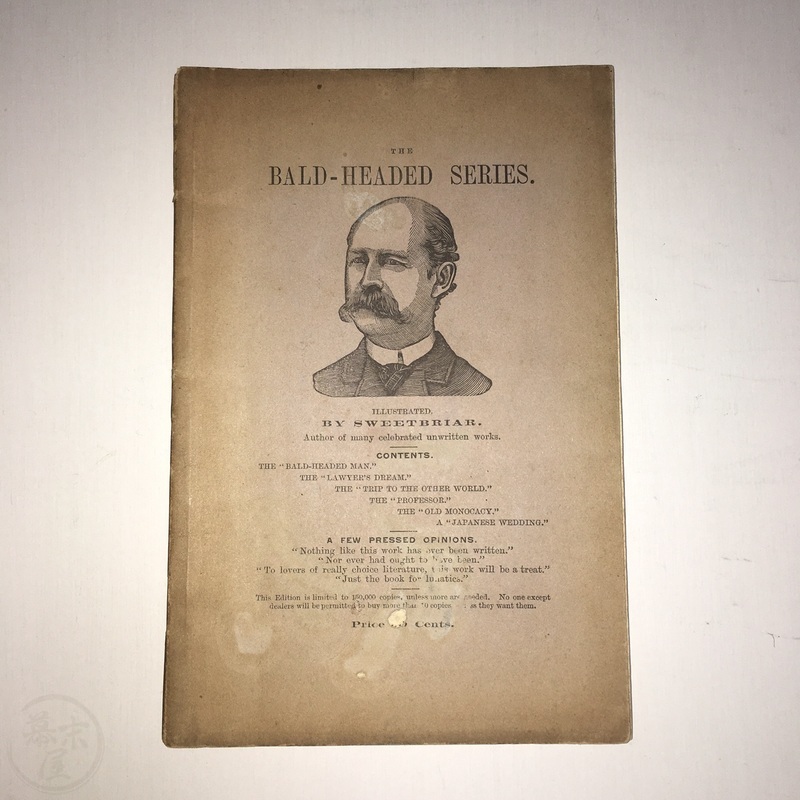 THE
BALD-HEADED SERIES.
ILLUSTRATED.
BY SWEETBRIAR.
Author of many celebrated unwritten works.
CONTENTS.
THE "BALD-HEADED MAN."
THE "LAWYER'S DREAM."
THE "TRIP TO THE OTHER WORLD."
THE "PROFESSOR."
THE "OLD MONOCACY."
A "JAPANESE WEDDING."
A FEW PRESSED OPINIONS.
"Nothing like this work has ever been written."
"Nor ever had ought to have been."
"To lovers of really choice literature, this work will be a treat."
"Just the book for lunatics."
This Edition is limited to 150,000 copies, unless more are needed. No one except
dealers will be permitted to buy more than copies as they want them.
Price Cents.
幕末屋